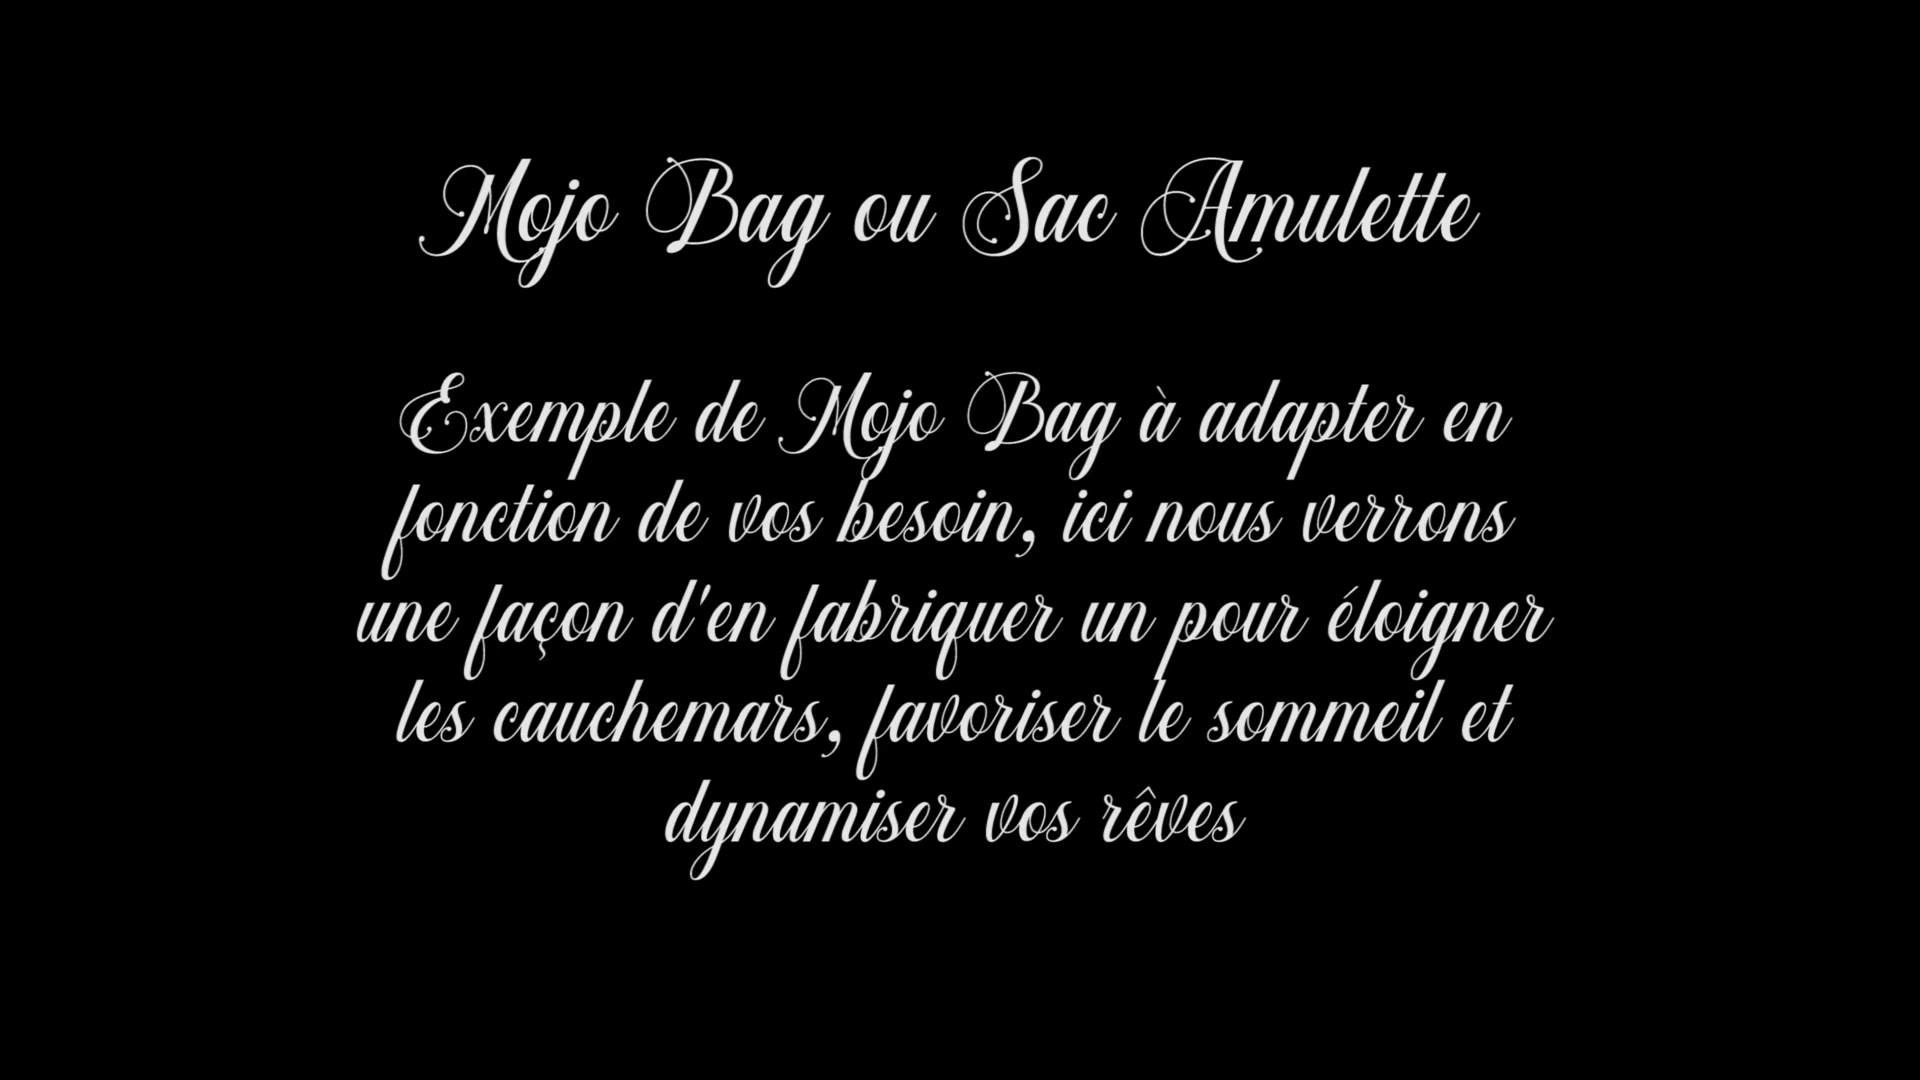 Mojo Bag ou Sac Amulette
Exemple de Mojo Bag à adapter en
fonction de vos besoin, ici nous verrons
une façon d'en fabriquer un pour éloigner
les cauchemars, favoriser le sommeil et
dynamiser vos rêves